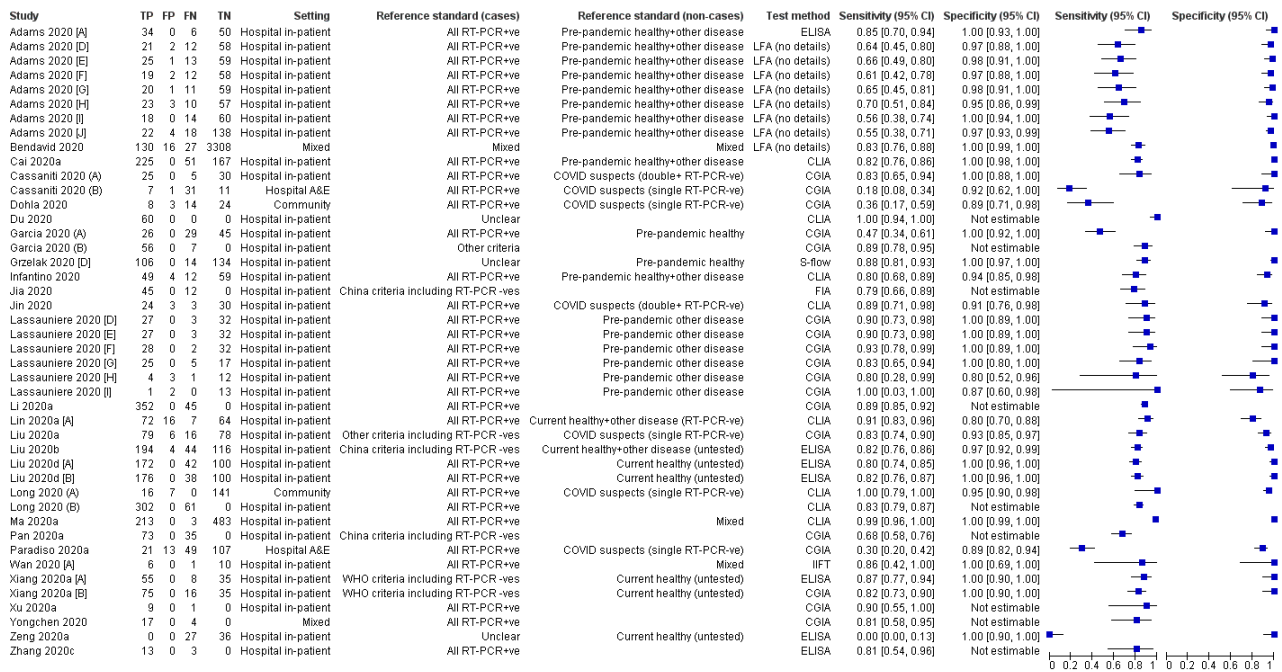 Study TP FP FN TN Setting Reference standard (cases) Reference standard (non-cases) Test method Sensitivity (95% CI) Specificity (95% CI) Sensitivity (95% CI) Specificity (95% CI)
Adams 2020 [A] 34 0 6 50 Hospital in-patient All RT-PCR+ve Pre-pandemic healthy+other disease ELISA 0.85 [0.70, 0.94] 1.00 [0.93, 1.00]
Adams 2020 [D] 21 2 12 58 Hospital in-patient All RT-PCR+ve Pre-pandemic healthy+other disease LFA (no details) 0.64 [0.45, 0.80] 0.97 [0.88, 1.00]
Adams 2020 [E] 25 1 13 59 Hospital in-patient All RT-PCR+ve Pre-pandemic healthy+other disease LFA (no details) 0.66 [0.49, 0.80] 0.98 [0.91, 1.00]
Adams 2020 [F] 19 2 12 58 Hospital in-patient All RT-PCR+ve Pre-pandemic healthy+other disease LFA (no details) 0.61 [0.42, 0.78] 0.97 [0.88, 1.00]
Adams 2020 [G] 20 1 11 59 Hospital in-patient All RT-PCR+ve Pre-pandemic healthy+other disease LFA (no details) 0.65 [0.45, 0.81] 0.98 [0.91, 1.00]
Adams 2020 [H] 23 3 10 57 Hospital in-patient All RT-PCR+ve Pre-pandemic healthy+other disease LFA (no details) 0.70 [0.51, 0.84] 0.95 [0.86, 0.99]
Adams 2020 [I] 18 0 14 60 Hospital in-patient All RT-PCR+ve Pre-pandemic healthy+other disease LFA (no details) 0.56 [0.38, 0.74] 1.00 [0.94, 1.00]
Adams 2020 [J] 22 4 18 138 Hospital in-patient All RT-PCR+ve Pre-pandemic healthy+other disease LFA (no details) 0.55 [0.38, 0.71] 0.97 [0.93, 0.99]
Bendavid 2020 130 16 27 3308 Mixed Mixed Mixed LFA (no details) 0.83 [0.76, 0.88] 1.00 [0.99, 1.00]
Cai 2020a 225 0 51 167 Hospital in-patient All RT-PCR+ve Pre-pandemic healthy+other disease CLIA 0.82 [0.76, 0.86] 1.00 [0.98, 1.00]
Cassaniti 2020 (A) 25 0 5 30 Hospital in-patient All RT-PCR+ve COVID suspects (double+ RT-PCR-ve) CGIA 0.83 [0.65, 0.94] 1.00 [0.88, 1.00]
Cassaniti 2020 (B) 7 1 31 11 Hospital A&E All RT-PCR+ve COVID suspects (single RT-PCR-ve) CGIA 0.18 [0.08, 0.34] 0.92 [0.62, 1.00]
Dohla 2020 8 3 14 24 Community All RT-PCR+ve COVID suspects (single RT-PCR-ve) CGIA 0.36 [0.17, 0.59] 0.89 [0.71, 0.98]
Du 2020 60 0 0 0 Hospital in-patient Unclear CLIA 1.00 [0.94, 1.00] Not estimable
Garcia 2020 (A) 26 0 29 45 Hospital in-patient All RT-PCR+ve Pre-pandemic healthy CGIA 0.47 [0.34, 0.61] 1.00 [0.92, 1.00]
Garcia 2020 (B) 56 0 7 0 Hospital in-patient Other criteria CGIA 0.89 [0.78, 0.95] Not estimable
Grzelak 2020 [D] 106 0 14 134 Hospital in-patient Unclear Pre-pandemic healthy S-flow 0.88 [0.81, 0.93] 1.00 [0.97, 1.00]
Infantino 2020 49 4 12 59 Hospital in-patient All RT-PCR+ve Pre-pandemic healthy+other disease CLIA 0.80 [0.68, 0.89] 0.94 [0.85, 0.98]
Jia 2020 45 0 12 0 Hospital in-patient China criteria including RT-PCR -ves FIA 0.79 [0.66, 0.89] Not estimable
Jin 2020 24 3 3 30 Hospital in-patient All RT-PCR+ve COVID suspects (double+ RT-PCR-ve) CLIA 0.89 [0.71, 0.98] 0.91 [0.76, 0.98]
Lassauniere 2020 [D] 27 0 3 32 Hospital in-patient All RT-PCR+ve Pre-pandemic other disease CGIA 0.90 [0.73, 0.98] 1.00 [0.89, 1.00]
Lassauniere 2020 [E] 27 0 3 32 Hospital in-patient All RT-PCR+ve Pre-pandemic other disease CGIA 0.90 [0.73, 0.98] 1.00 [0.89, 1.00]
Lassauniere 2020 [F] 28 0 2 32 Hospital in-patient All RT-PCR+ve Pre-pandemic other disease CGIA 0.93 [0.78, 0.99] 1.00 [0.89, 1.00]
Lassauniere 2020 [G] 25 0 5 17 Hospital in-patient All RT-PCR+ve Pre-pandemic other disease CGIA 0.83 [0.65, 0.94] 1.00 [0.80, 1.00]
Lassauniere 2020 [H] 4 3 1 12 Hospital in-patient All RT-PCR+ve Pre-pandemic other disease CGIA 0.80 [0.28, 0.99] 0.80 [0.52, 0.96]
Lassauniere 2020 [I] 1 2 0 13 Hospital in-patient All RT-PCR+ve Pre-pandemic other disease CGIA 1.00 [0.03, 1.00] 0.87 [0.60, 0.98]
Li 2020a 352 0 45 0 Hospital in-patient All RT-PCR+ve CGIA 0.89 [0.85, 0.92] Not estimable
Lin 2020a [A] 72 16 7 64 Hospital in-patient All RT-PCR+ve Current healthy+other disease (RT-PCR-ve) CLIA 0.91 [0.83, 0.96] 0.80 [0.70, 0.88]
Liu 2020a 79 6 16 78 Hospital in-patient Other criteria including RT-PCR -ves COVID suspects (single RT-PCR-ve) CGIA 0.83 [0.74, 0.90] 0.93 [0.85, 0.97]
Liu 2020b 194 4 44 116 Hospital in-patient China criteria including RT-PCR -ves Current healthy+other disease (untested) ELISA 0.82 [0.76, 0.86] 0.97 [0.92, 0.99]
Liu 2020d [A] 172 0 42 100 Hospital in-patient All RT-PCR+ve Current healthy (untested) ELISA 0.80 [0.74, 0.85] 1.00 [0.96, 1.00]
Liu 2020d [B] 176 0 38 100 Hospital in-patient All RT-PCR+ve Current healthy (untested) ELISA 0.82 [0.76, 0.87] 1.00 [0.96, 1.00]
Long 2020 (A) 16 7 0 141 Community All RT-PCR+ve COVID suspects (single RT-PCR-ve) CLIA 1.00 [0.79, 1.00] 0.95 [0.90, 0.98]
Long 2020 (B) 302 0 61 0 Hospital in-patient All RT-PCR+ve CLIA 0.83 [0.79, 0.87] Not estimable
Ma 2020a 213 0 3 483 Hospital in-patient All RT-PCR+ve Mixed CLIA 0.99 [0.96, 1.00] 1.00 [0.99, 1.00]
Pan 2020a 73 0 35 0 Hospital in-patient China criteria including RT-PCR -ves CGIA 0.68 [0.58, 0.76] Not estimable
Paradiso 2020a 21 13 49 107 Hospital A&E All RT-PCR+ve COVID suspects (single RT-PCR-ve) CGIA 0.30 [0.20, 0.42] 0.89 [0.82, 0.94]
Wan 2020 [A] 6 0 1 10 Hospital in-patient All RT-PCR+ve Mixed IIFT 0.86 [0.42, 1.00] 1.00 [0.69, 1.00]
Xiang 2020a [A] 55 0 8 35 Hospital in-patient WHO criteria including RT-PCR -ves Current healthy (untested) ELISA 0.87 [0.77, 0.94] 1.00 [0.90, 1.00]
Xiang 2020a [B] 75 0 16 35 Hospital in-patient WHO criteria including RT-PCR -ves Current healthy (untested) CGIA 0.82 [0.73, 0.90] 1.00 [0.90, 1.00]
Xu 2020a 9 0 1 0 Hospital in-patient All RT-PCR+ve CGIA 0.90 [0.55, 1.00] Not estimable
Yongchen 2020 17 0 4 0 Mixed All RT-PCR+ve CGIA 0.81 [0.58, 0.95] Not estimable
Zeng 2020a 0 0 27 36 Hospital in-patient Unclear Current healthy (untested) ELISA 0.00 [0.00, 0.13] 1.00 [0.90, 1.00]
Zhang 2020c 13 0 3 0 Hospital in-patient All RT-PCR+ve ELISA 0.81 [0.54, 0.96] Not estimable
0 0.2 0.4 0.6 0.8 1 0 0.2 0.4 0.6 0.8 1